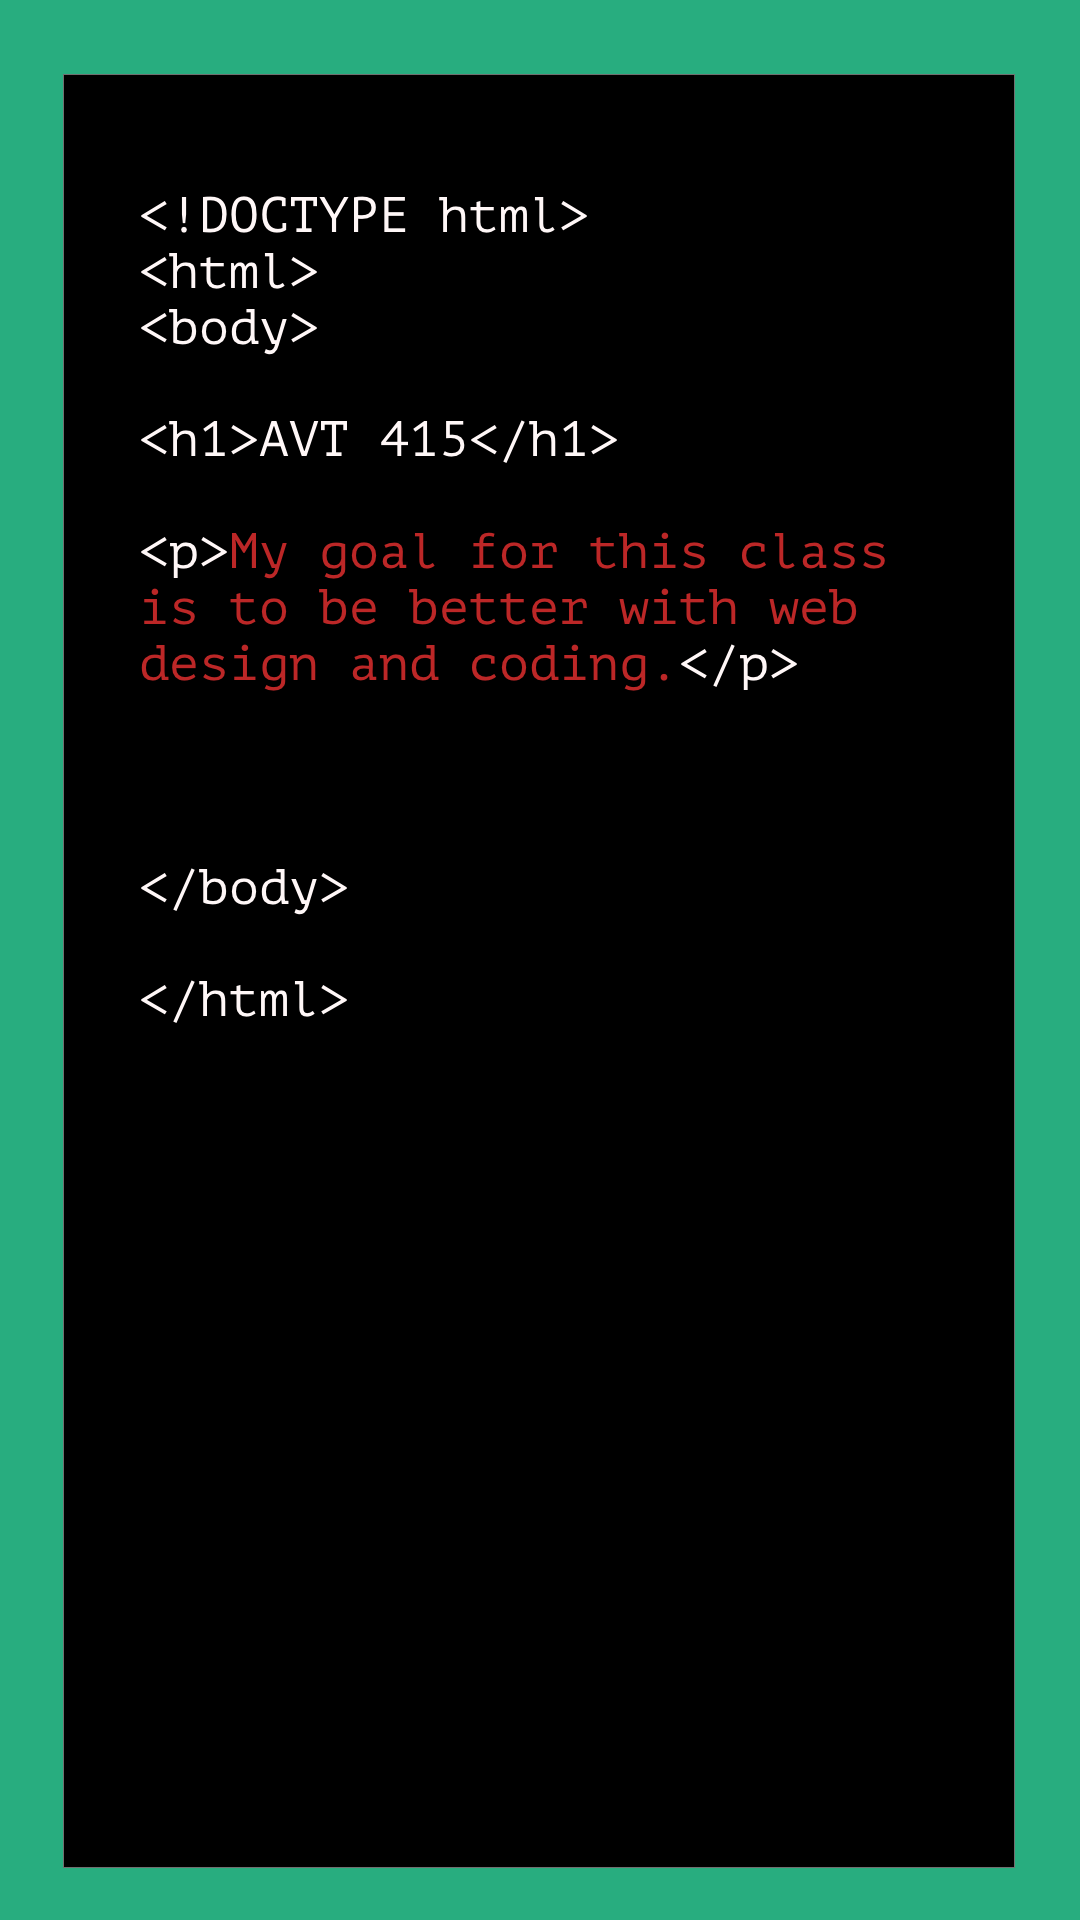 <!DOCTYPE html>
<html>
<body>
<h1>AVT 415</h1>
<p>My goal for this class
is to be better with web
design and coding.</p>
</body>
</html>